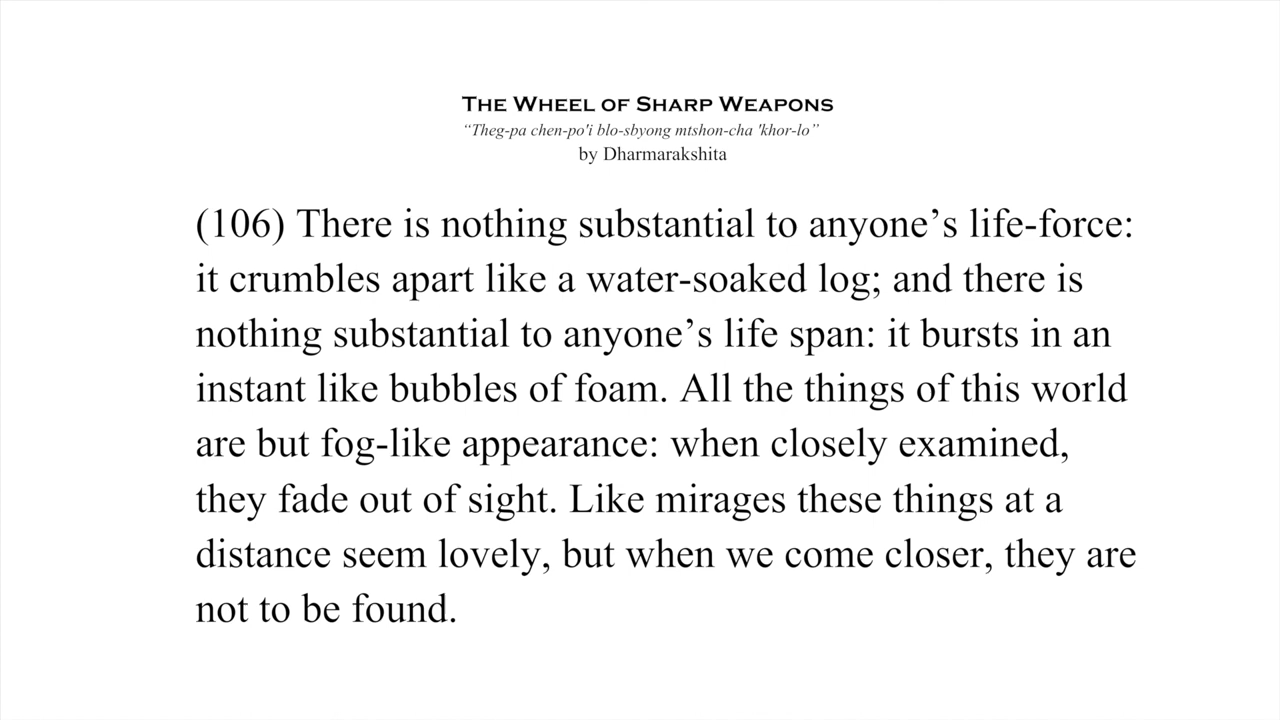 THE WHEEL OF SHARP WEAPONS
“Theg-pa chen-po'i blo-sbyong mtshon-cha 'khor-lo”
by Dharmarakshita
(106) There is nothing substantial to anyone’s life-force:
it crumbles apart like a water-soaked log; and there is
nothing substantial to anyone’s life span: it bursts in an
instant like bubbles of foam. All the things of this world
are but fog-like appearance: when closely examined,
they fade out of sight. Like mirages these things at a
distance seem lovely, but when we come closer, they are
not to be found.